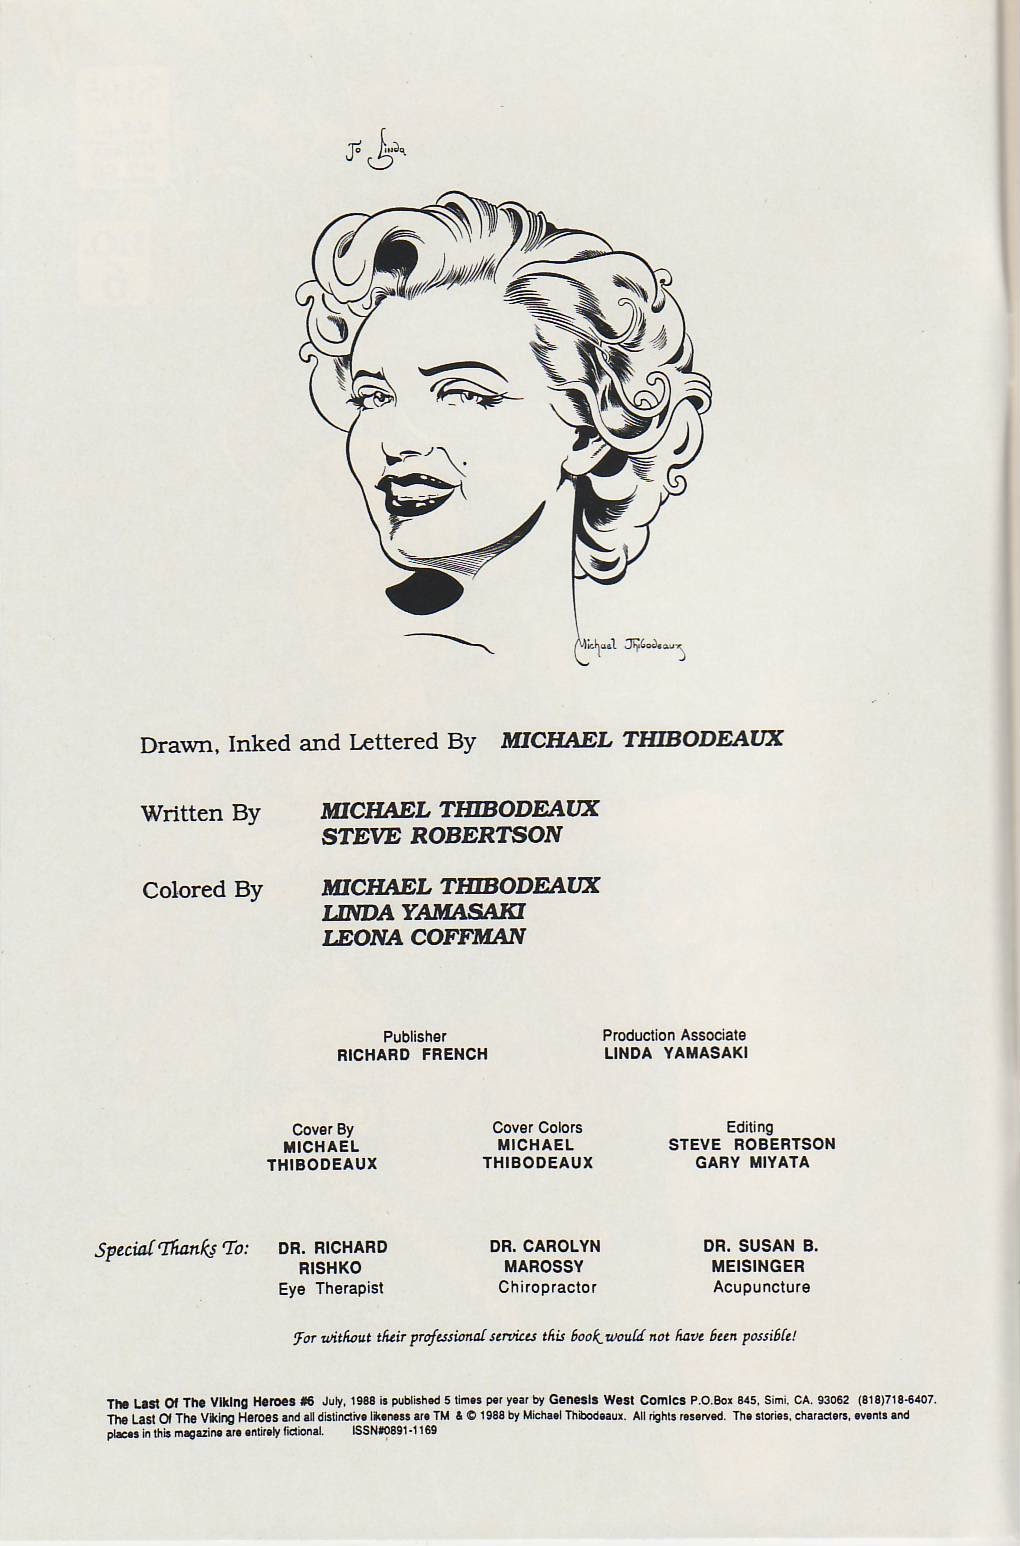 To Linda
Michael Thibodeaux
Drawn, Inked and Lettered By MICHAEL THIBODEAUX
Written By MICHAEL THIBODEAUX
STEVE ROBERTSON
Colored By MICHAEL THIBODEAUX
LINDA YAMASAKI
LEONA COFFMAN
Publisher
RICHARD FRENCH
Production Associate
LINDA YAMASAKI
Cover By
MICHAEL
THIBODEAUX
Cover Colors
MICHAEL
THIBODEAUX
Editing
STEVE ROBERTSON
GARY MIYATA
Special Thanks To:
DR. RICHARD
RISHKO
Eye Therapist
DR. CAROLYN
MAROSSY
Chiropractor
DR. SUSAN B.
MEISINGER
Acupuncture
For without their professional services this book would not have been possible!
The Last Of The Viking Heroes #6 July, 1988 is published 5 times per year by Genesis West Comics P.O.Box 845, Simi, CA. 93062 (818)718-6407.
The Last Of The Viking Heroes and all distinctive likeness are TM & © 1988 by Michael Thibodeaux. All rights reserved. The stories, characters, events and
places in this magazine are entirely fictional. ISSN#0891-1169